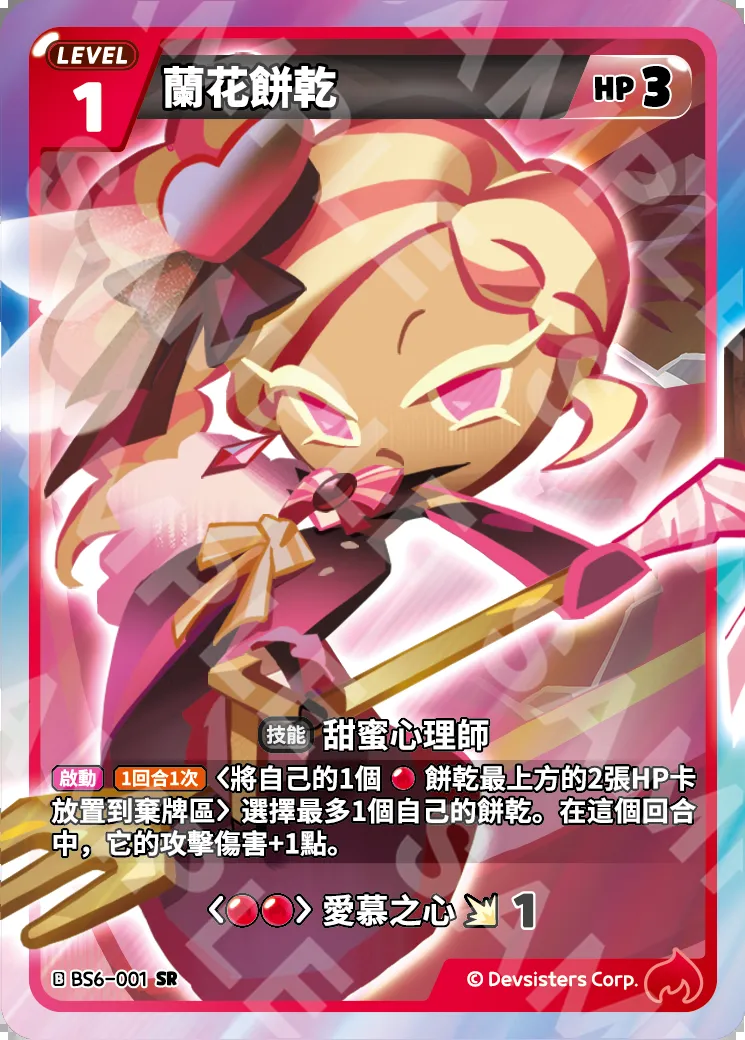 LEVEL
1
蘭花餅乾
HP 3
技能 甜蜜心理師
啟動 1回合1次 〈將自己的1個 餅乾最上方的2張HP卡
放置到棄牌區〉選擇最多1個自己的餅乾。在這個回合
中，它的攻擊傷害+1點。
〈 〉 愛慕之心 1
B BS6-001 SR
© Devsisters Corp.
SAMPLE